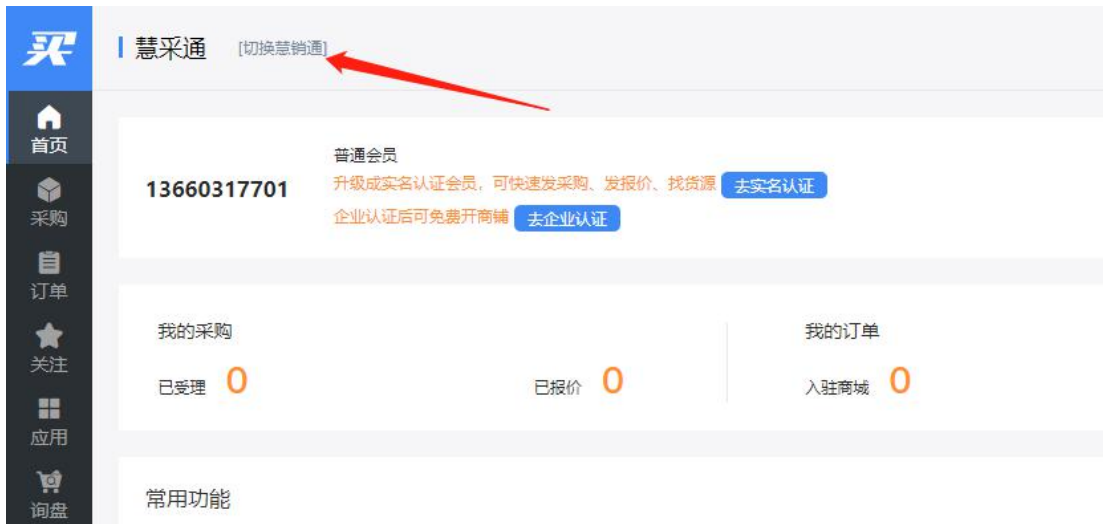 买
慧采通 [切换慧销通]
首页
采购
订单
关注
应用
询盘
13660317701
普通会员
升级成实名认证会员，可快速发采购、发报价、找货源 去实名认证
企业认证后可免费开商铺 去企业认证
我的采购
已受理 0 已报价 0
我的订单
入驻商城 0
常用功能